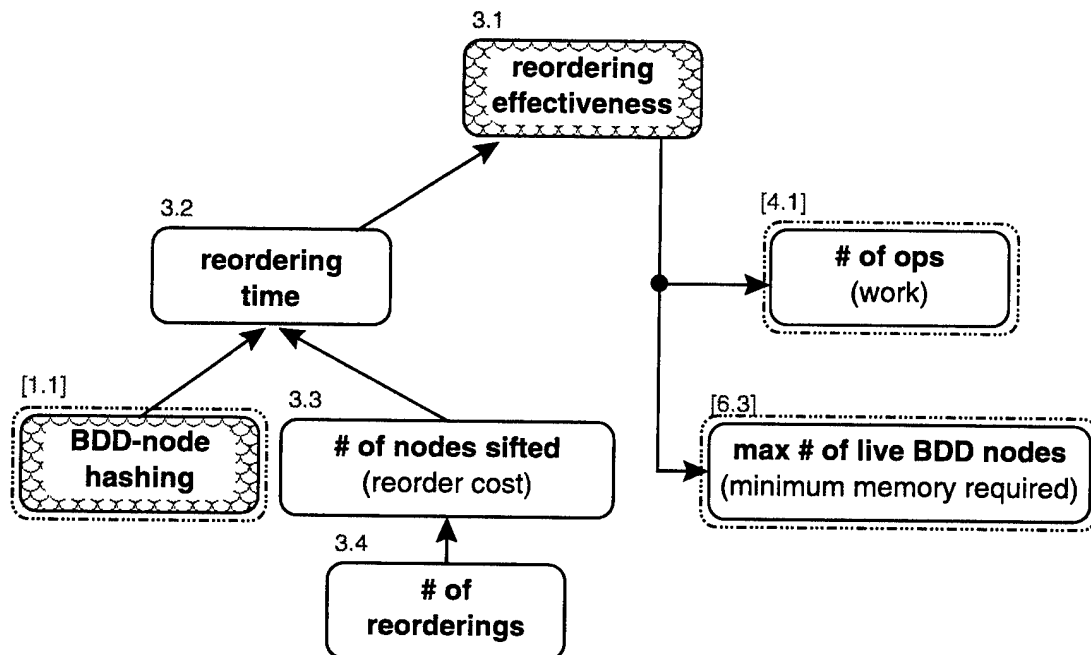 3.1
reordering
effectiveness
3.2
reordering
time
[4.1]
# of ops
(work)
[1.1]
BDD-node
hashing
3.3
# of nodes sifted
(reorder cost)
[6.3]
max # of live BDD nodes
(minimum memory required)
3.4
# of
reorderings